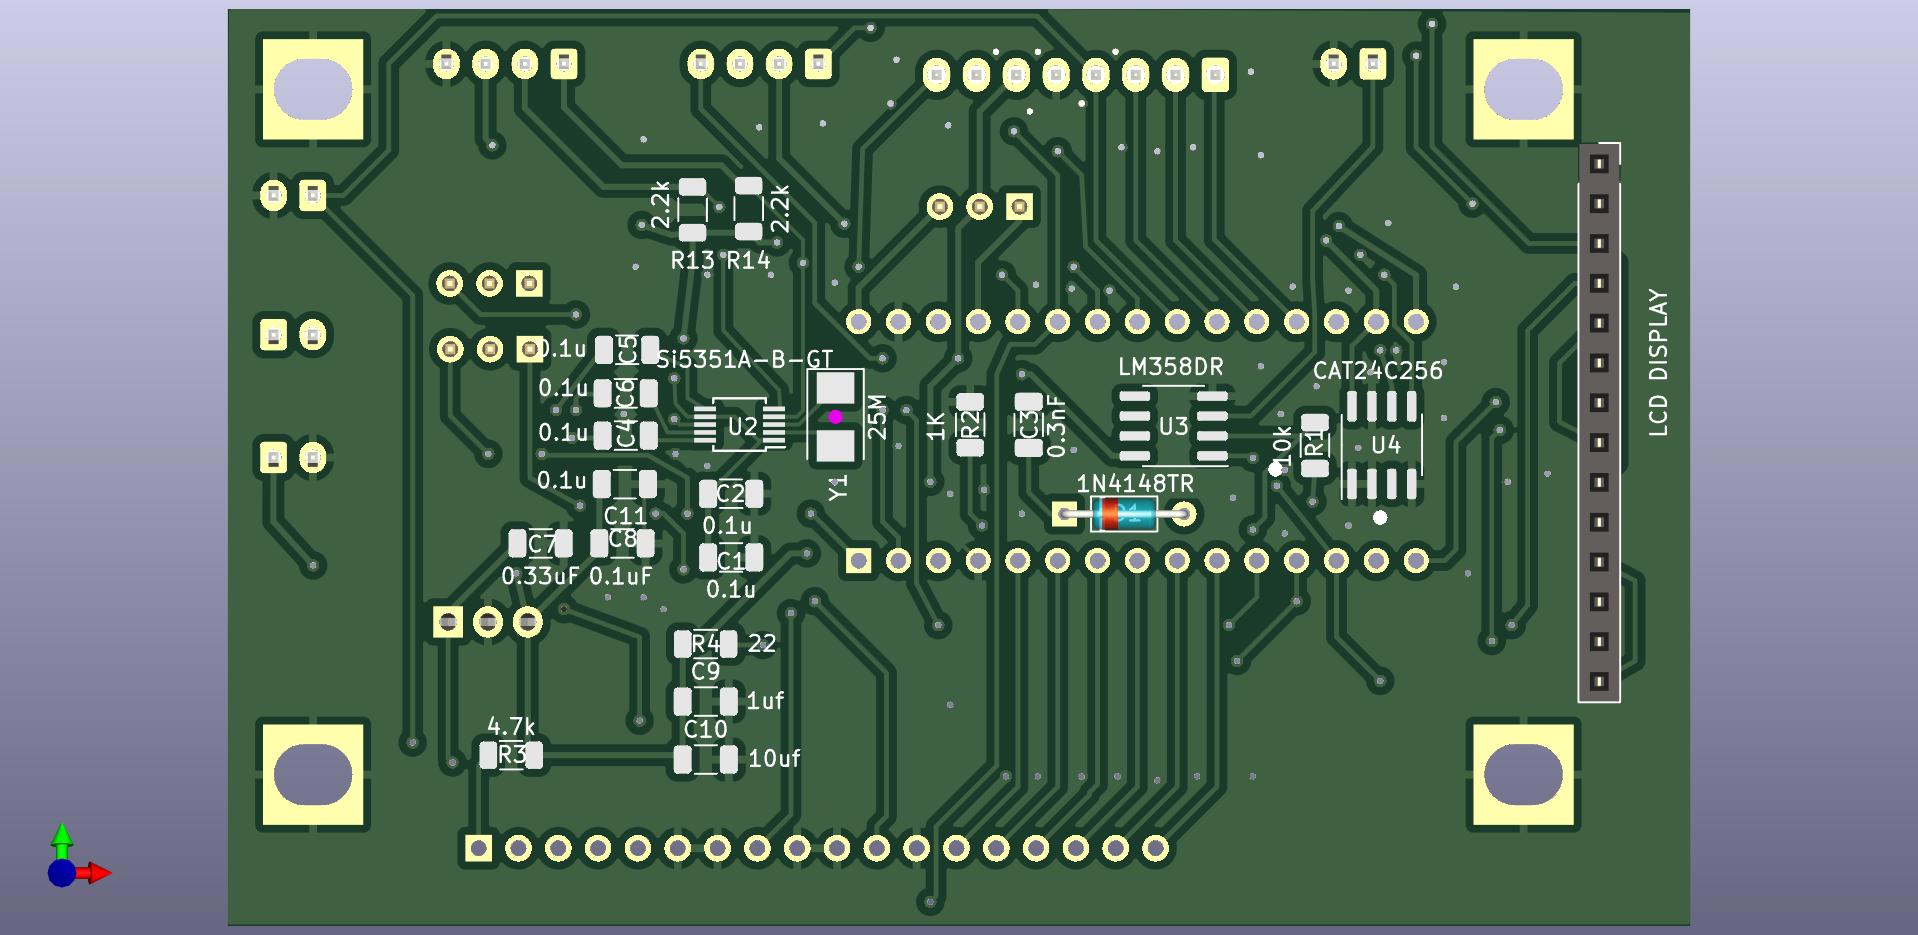 2.2k
2.2k
R13
R14
0.1u
C5
Si5351A-B-GT
LM358DR
CAT24C256
LCD DISPLAY
0.1u
C6
0.1u
C4
U2
25M
1K
R2
C3
0.3nF
U3
10k
R1
U4
0.1u
C2
Y1
1N4148TR
C11
0.1u
C7
C8
C1
0.33uF
0.1uF
0.1u
R4
22
C9
1uf
4.7k
C10
R3
10uf